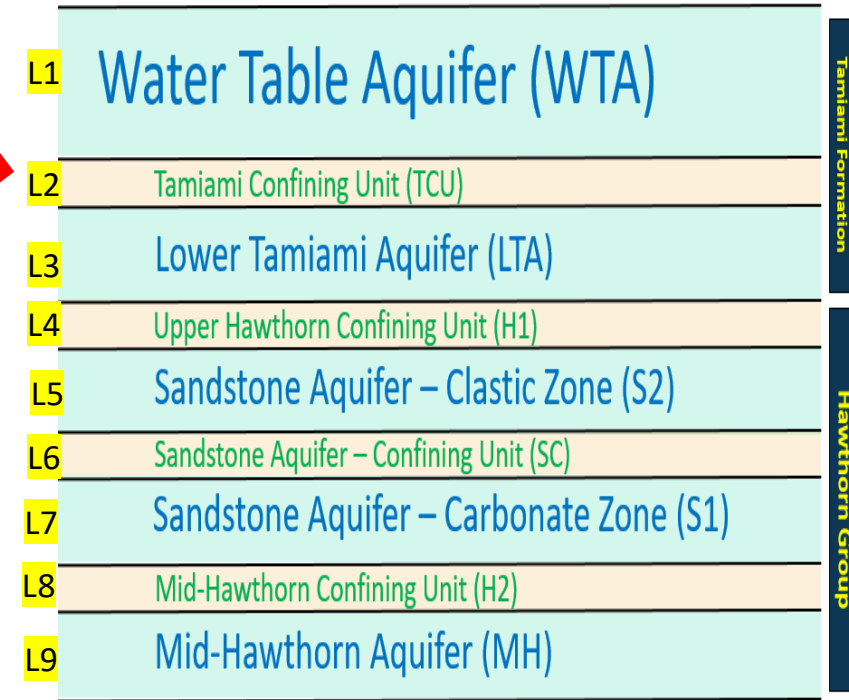 L1 Water Table Aquifer (WTA)
L2 Tamiami Confining Unit (TCU)
L3 Lower Tamiami Aquifer (LTA)
L4 Upper Hawthorn Confining Unit (H1)
L5 Sandstone Aquifer – Clastic Zone (S2)
L6 Sandstone Aquifer – Confining Unit (SC)
L7 Sandstone Aquifer – Carbonate Zone (S1)
L8 Mid-Hawthorn Confining Unit (H2)
L9 Mid-Hawthorn Aquifer (MH)
Tamiami Formation
Hawthorn Group